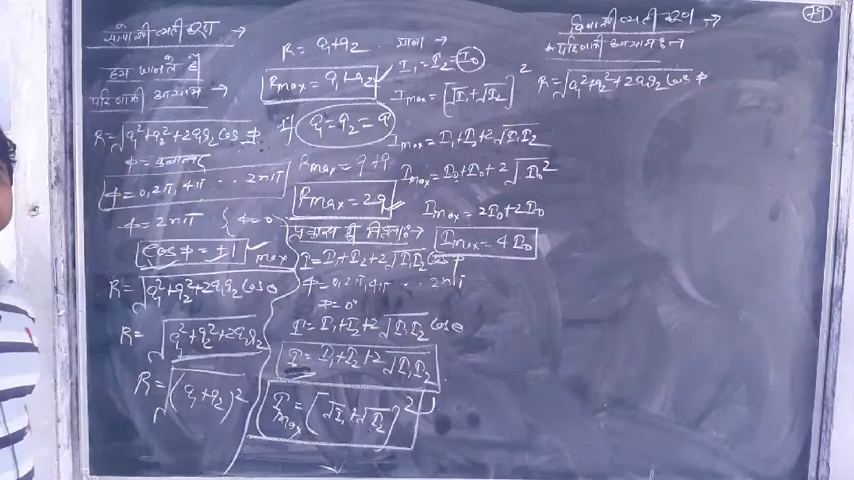 संपोषी व्यतीकरण →
हम जानते है
परिणामी आयाम →
R=√a₁²+a₂²+2a₁a₂ cos φ
φ = कलान्तर
φ = 0, 2π, 4π .. 2nπ
φ = 2nπ { φ = 0
cos φ = +1 max
R = √a₁²+a₂²+2a₁a₂ cos 0
R = √a₁²+a₂²+2a₁a₂
R = √(a₁+a₂)²
R = a₁+a₂
Rmax = a₁+a₂
a₁ = a₂ = a
Rmax = a+a
Rmax = 2a
I = I₁+I₂+2√I₁I₂ cos φ
φ = 0, 2π, 4π .. 2nπ
φ = 0°
I = I₁+I₂+2√I₁I₂ cos 0
I = I₁+I₂+2√I₁I₂
Imax = [√I₁+√I₂]²
माना →
I₁ = I₂ = I₀
Imax = [√I₁+√I₂]²
Imax = I₁+I₂+2√I₁I₂
Imax = I₀+I₀+2√I₀²
Imax = 2I₀+2I₀
Imax = 4I₀
विनाशी व्यतीकरण →
* परिणामी आयाम है →
R=√a₁²+a₂²+2a₁a₂ cos φ
79